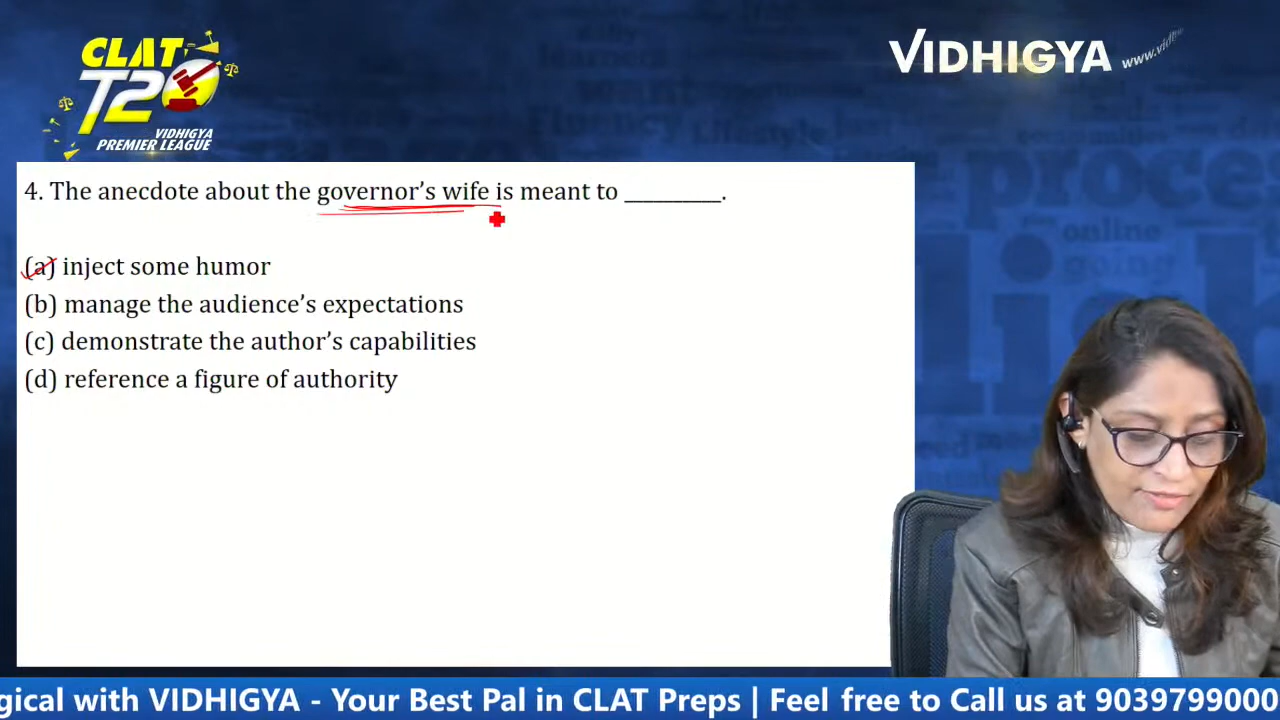 CLAT
T20
VIDHIGYA
PREMIER LEAGUE
VIDHIGYA
4. The anecdote about the governor’s wife is meant to __________.
(a) inject some humor
(b) manage the audience’s expectations
(c) demonstrate the author’s capabilities
(d) reference a figure of authority
gical with VIDHIGYA - Your Best Pal in CLAT Preps | Feel free to Call us at 9039799000